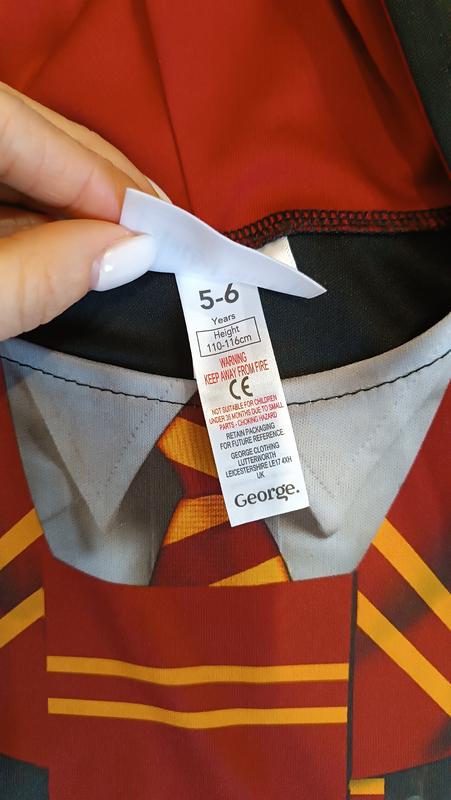 5-6
Years
Height
110-116cm
WARNING
KEEP AWAY FROM FIRE
CE
NOT SUITABLE FOR CHILDREN
UNDER 36 MONTHS DUE TO SMALL
PARTS - CHOKING HAZARD
RETAIN PACKAGING
FOR FUTURE REFERENCE.
GEORGE CLOTHING
LUTTERWORTH
LEICESTERSHIRE LE17 4XH
UK
George.